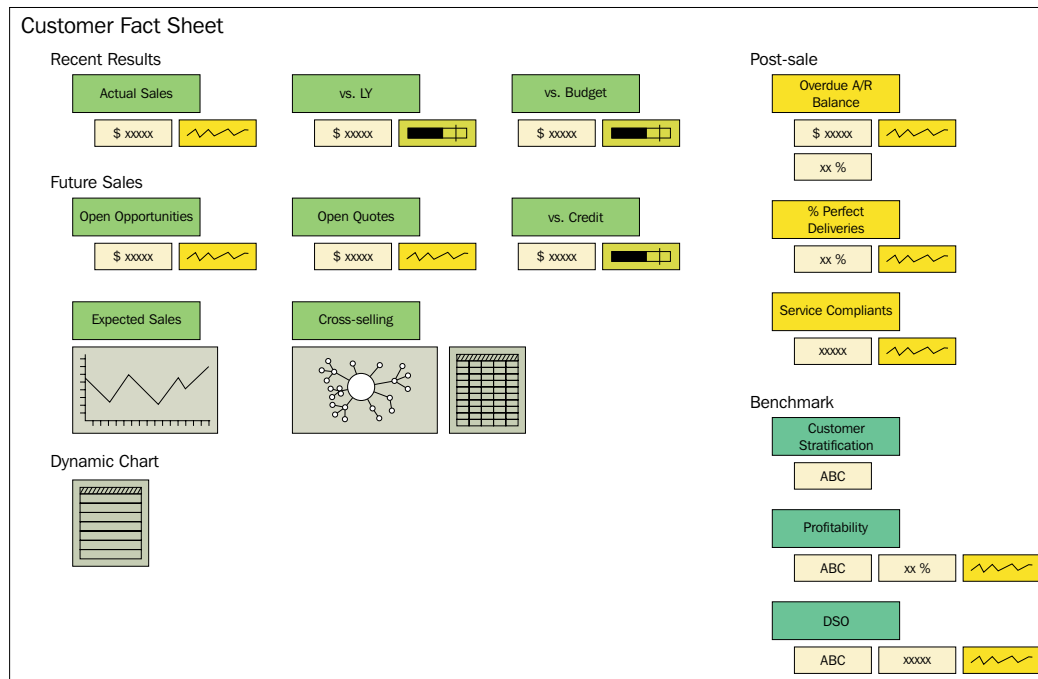 Customer Fact Sheet
Recent Results
Actual Sales
$ xxxxx
vs. LY
$ xxxxx
vs. Budget
$ xxxxx
Future Sales
Open Opportunities
$ xxxxx
Open Quotes
$ xxxxx
vs. Credit
$ xxxxx
Expected Sales
Cross-selling
Dynamic Chart
Post-sale
Overdue A/R
Balance
$ xxxxx
xx %
% Perfect
Deliveries
xx %
Service Compliants
xxxxx
Benchmark
Customer
Stratification
ABC
Profitability
ABC
xx %
DSO
ABC
xxxxx